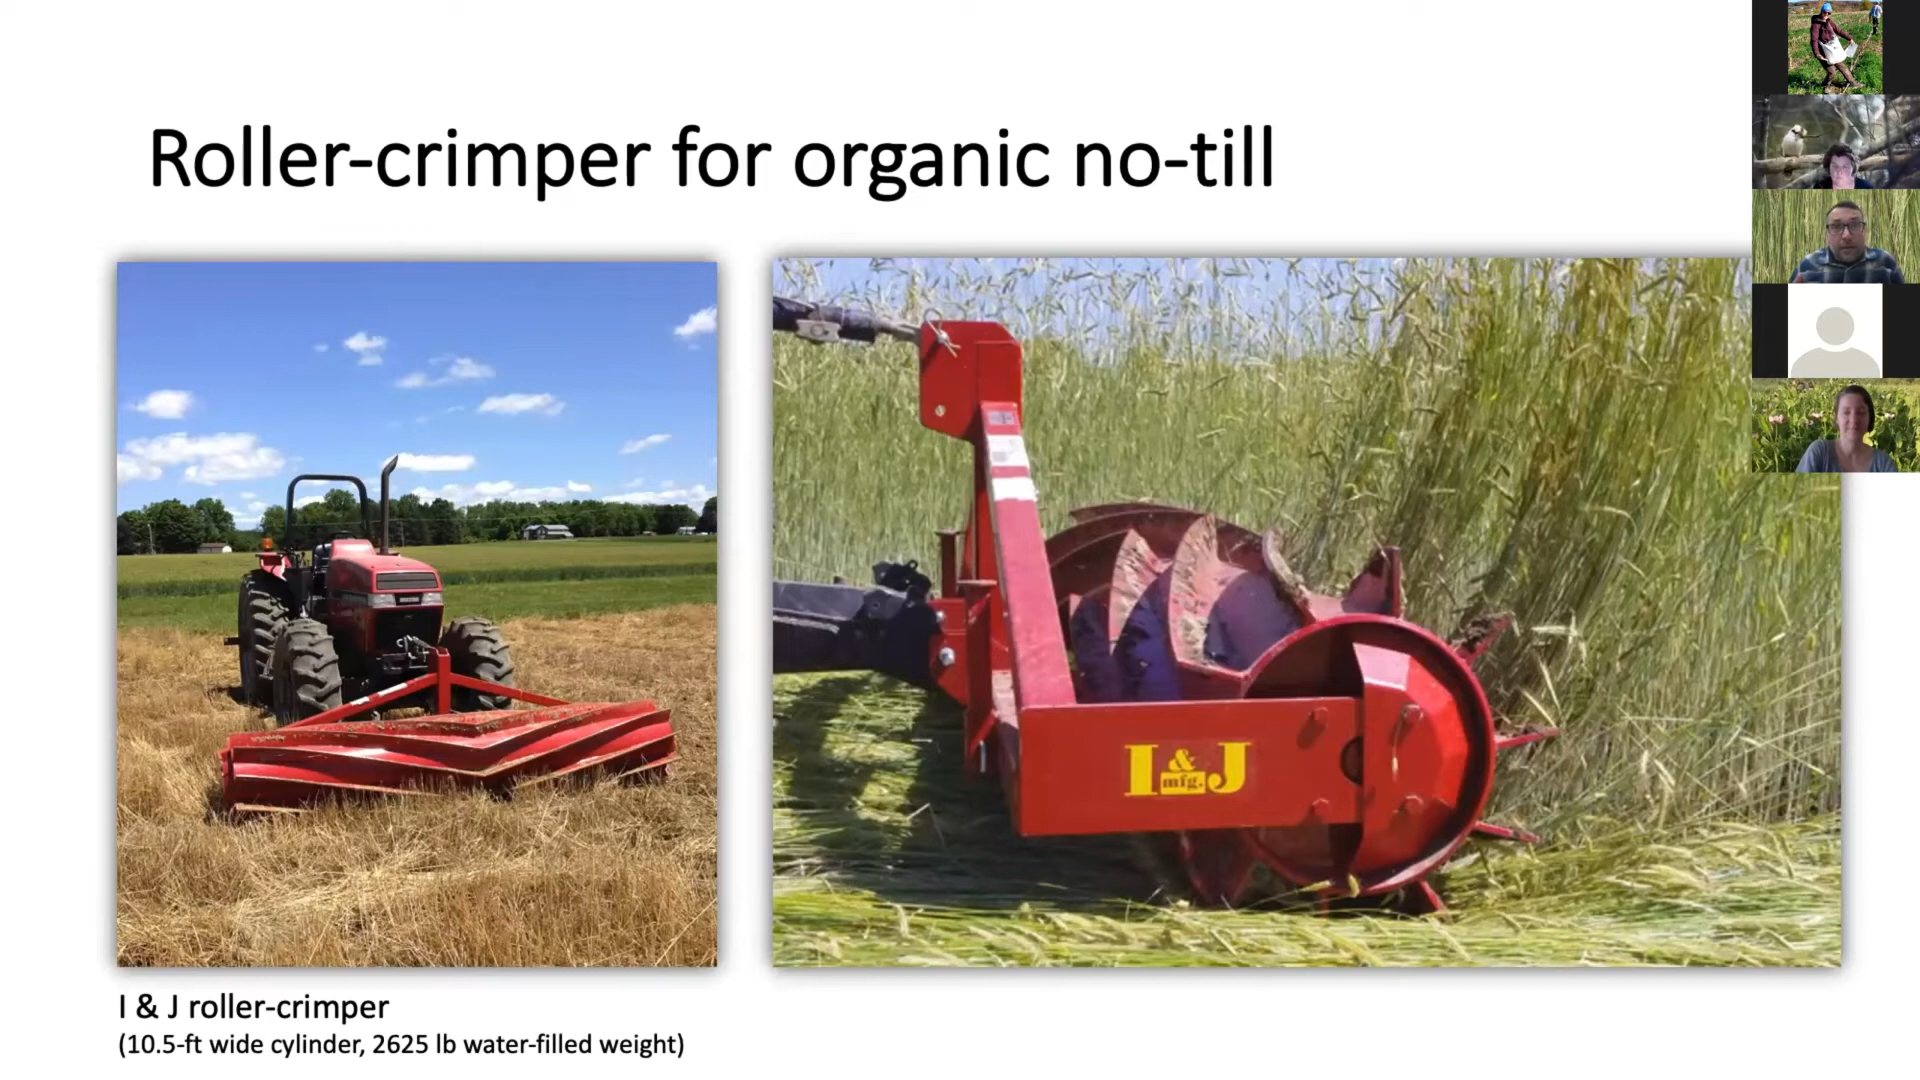 Roller-crimper for organic no-till
I & J
mfg.
I & J roller-crimper
(10.5-ft wide cylinder, 2625 lb water-filled weight)